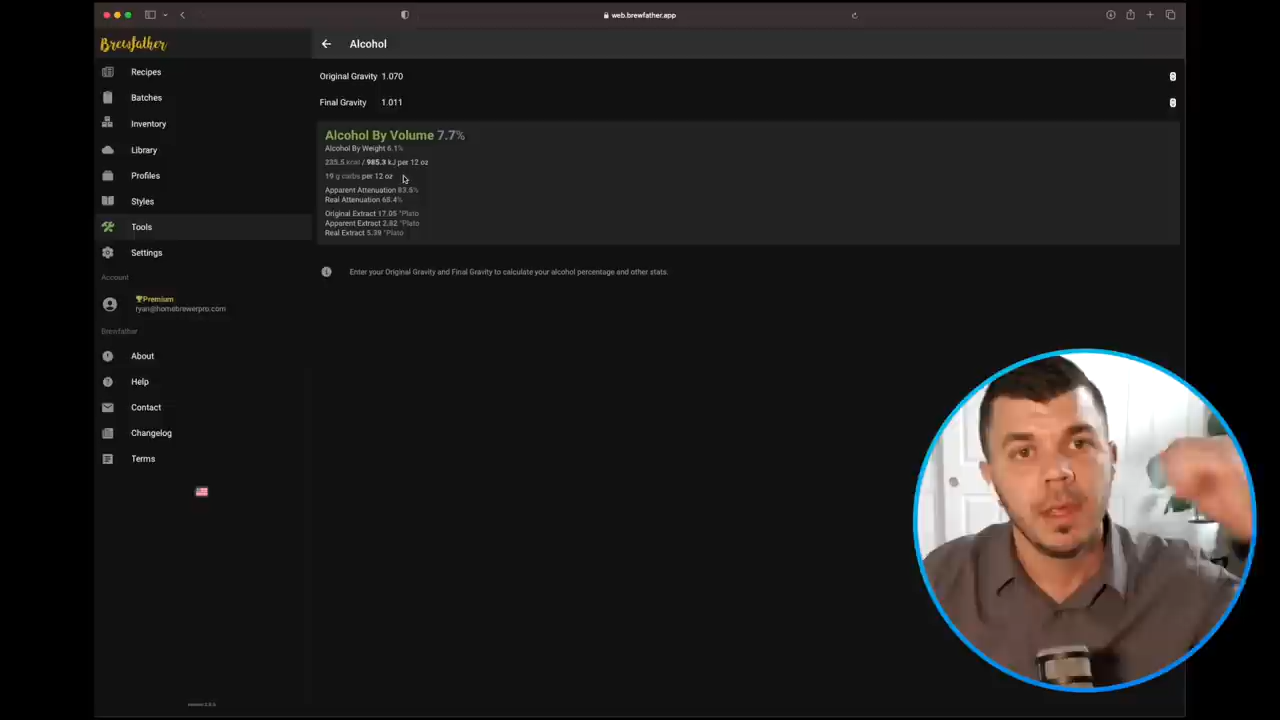 web.brewfather.app
Brewfather
Alcohol
Recipes
Batches
Inventory
Library
Profiles
Styles
Tools
Settings
Account
Premium
ryan@homebrewerpro.com
Brewfather
About
Help
Contact
Changelog
Terms
Original Gravity 1.070
Final Gravity 1.011
Alcohol By Volume 7.7%
Alcohol By Weight 6.1%
235.5 kcal / 985.3 kJ per 12 oz
19 g carbs per 12 oz
Apparent Attenuation 83.5%
Real Attenuation 68.4%
Original Extract 17.05 °Plato
Apparent Extract 2.82 °Plato
Real Extract 5.39 °Plato
Enter your Original Gravity and Final Gravity to calculate your alcohol percentage and other stats.